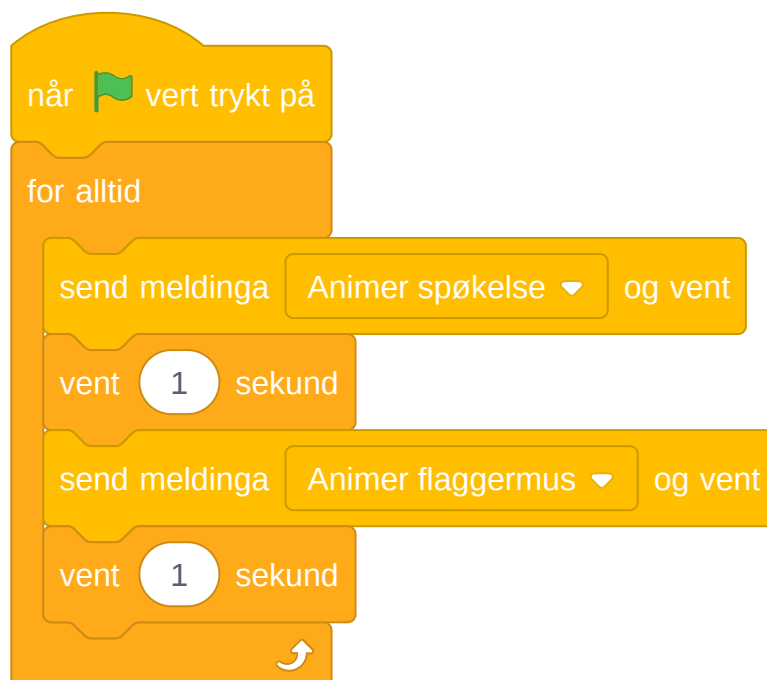 når vert trykt på
for alltid
send meldinga Animer spøkelse og vent
vent 1 sekund
send meldinga Animer flaggermus og vent
vent 1 sekund